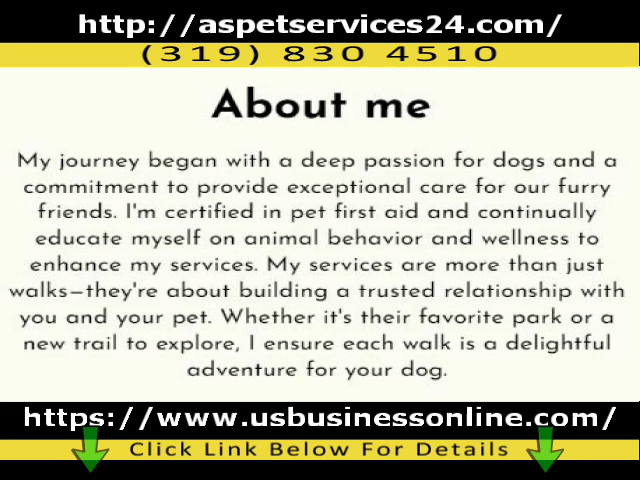 http://aspetservices24.com/
(319) 830 4510
About me
My journey began with a deep passion for dogs and a
commitment to provide exceptional care for our furry
friends. I'm certified in pet first aid and continually
educate myself on animal behavior and wellness to
enhance my services. My services are more than just
walks—they're about building a trusted relationship with
you and your pet. Whether it's their favorite park or a
new trail to explore, I ensure each walk is a delightful
adventure for your dog.
https://www.usbusinessonline.com/
Click Link Below For Details